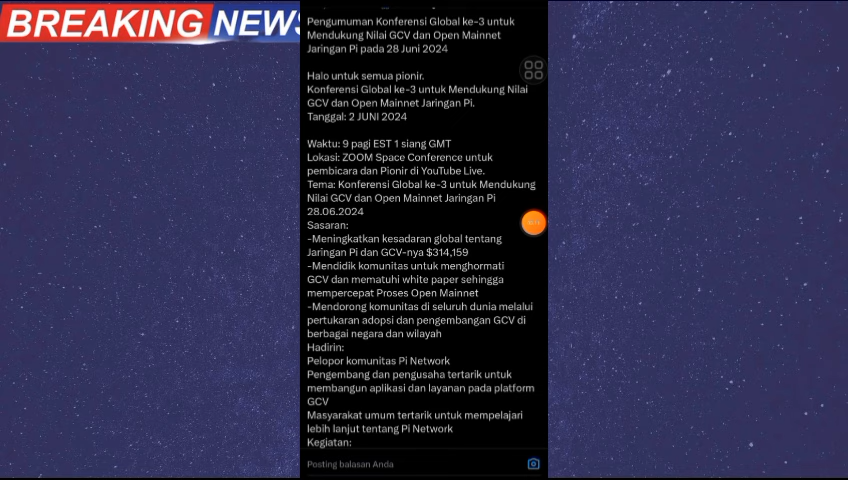 BREAKING NEWS
Pengumuman Konferensi Global ke-3 untuk
Mendukung Nilai GCV dan Open Mainnet
Jaringan Pi pada 28 Juni 2024
Halo untuk semua pionir.
Konferensi Global ke-3 untuk Mendukung Nilai
GCV dan Open Mainnet Jaringan Pi.
Tanggal: 2 JUNI 2024
Waktu: 9 pagi EST 1 siang GMT
Lokasi: ZOOM Space Conference untuk
pembicara dan Pionir di YouTube Live.
Tema: Konferensi Global ke-3 untuk Mendukung
Nilai GCV dan Open Mainnet Jaringan Pi
28.06.2024
Sasaran:
-Meningkatkan kesadaran global tentang
Jaringan Pi dan GCV-nya $314,159
-Mendidik komunitas untuk menghormati
GCV dan mematuhi white paper sehingga
mempercepat Proses Open Mainnet
-Mendorong komunitas di seluruh dunia melalui
pertukaran adopsi dan pengembangan GCV di
berbagai negara dan wilayah
Hadirin:
Pelopor komunitas Pi Network
Pengembang dan pengusaha tertarik untuk
membangun aplikasi dan layanan pada platform
GCV
Masyarakat umum tertarik untuk mempelajari
lebih lanjut tentang Pi Network
Kegiatan:
Posting balasan Anda